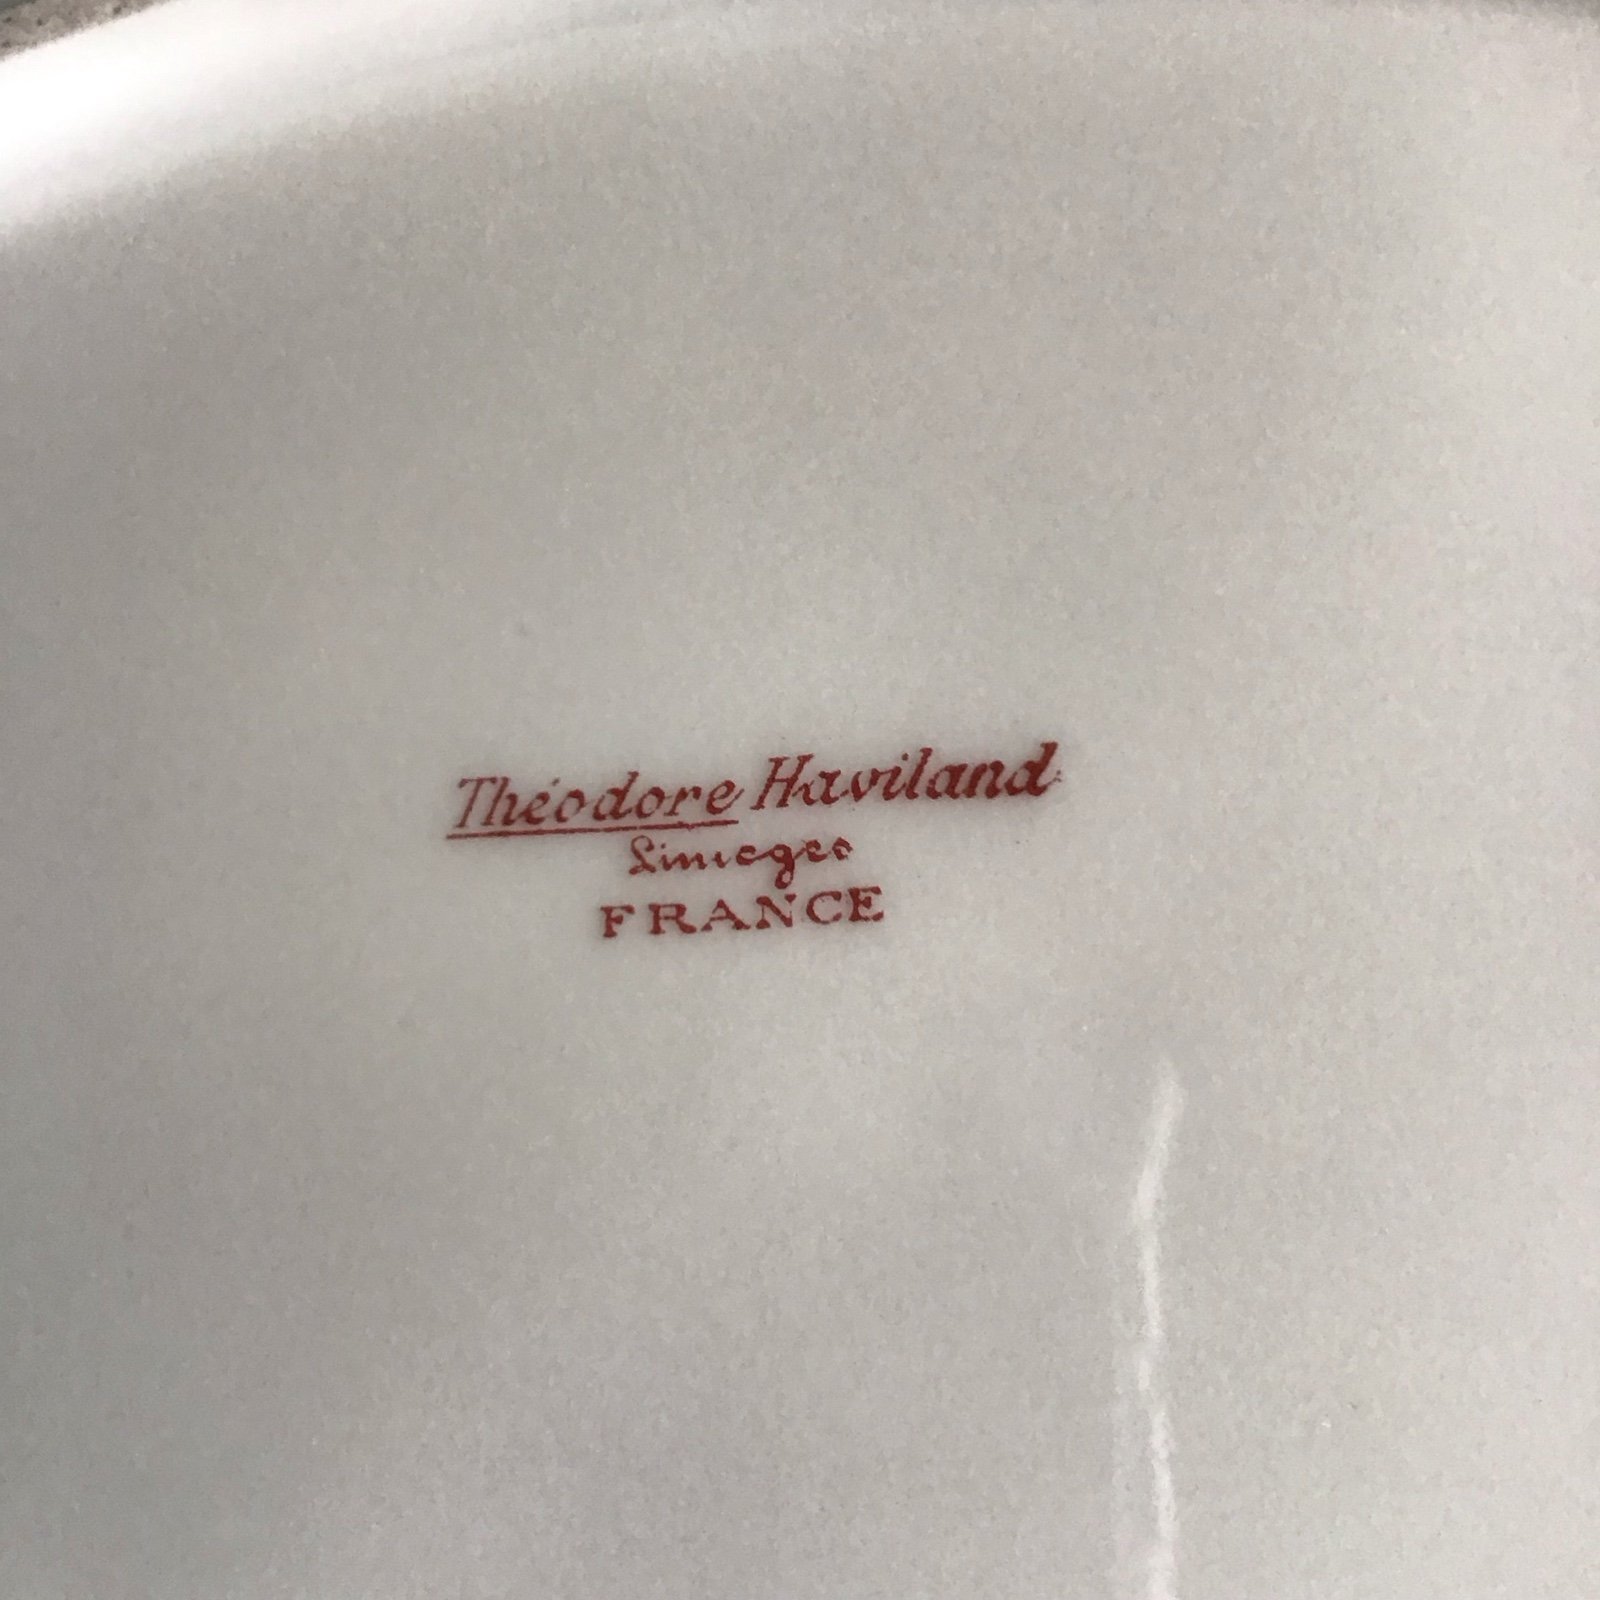 Théodore Haviland
Limoges
FRANCE